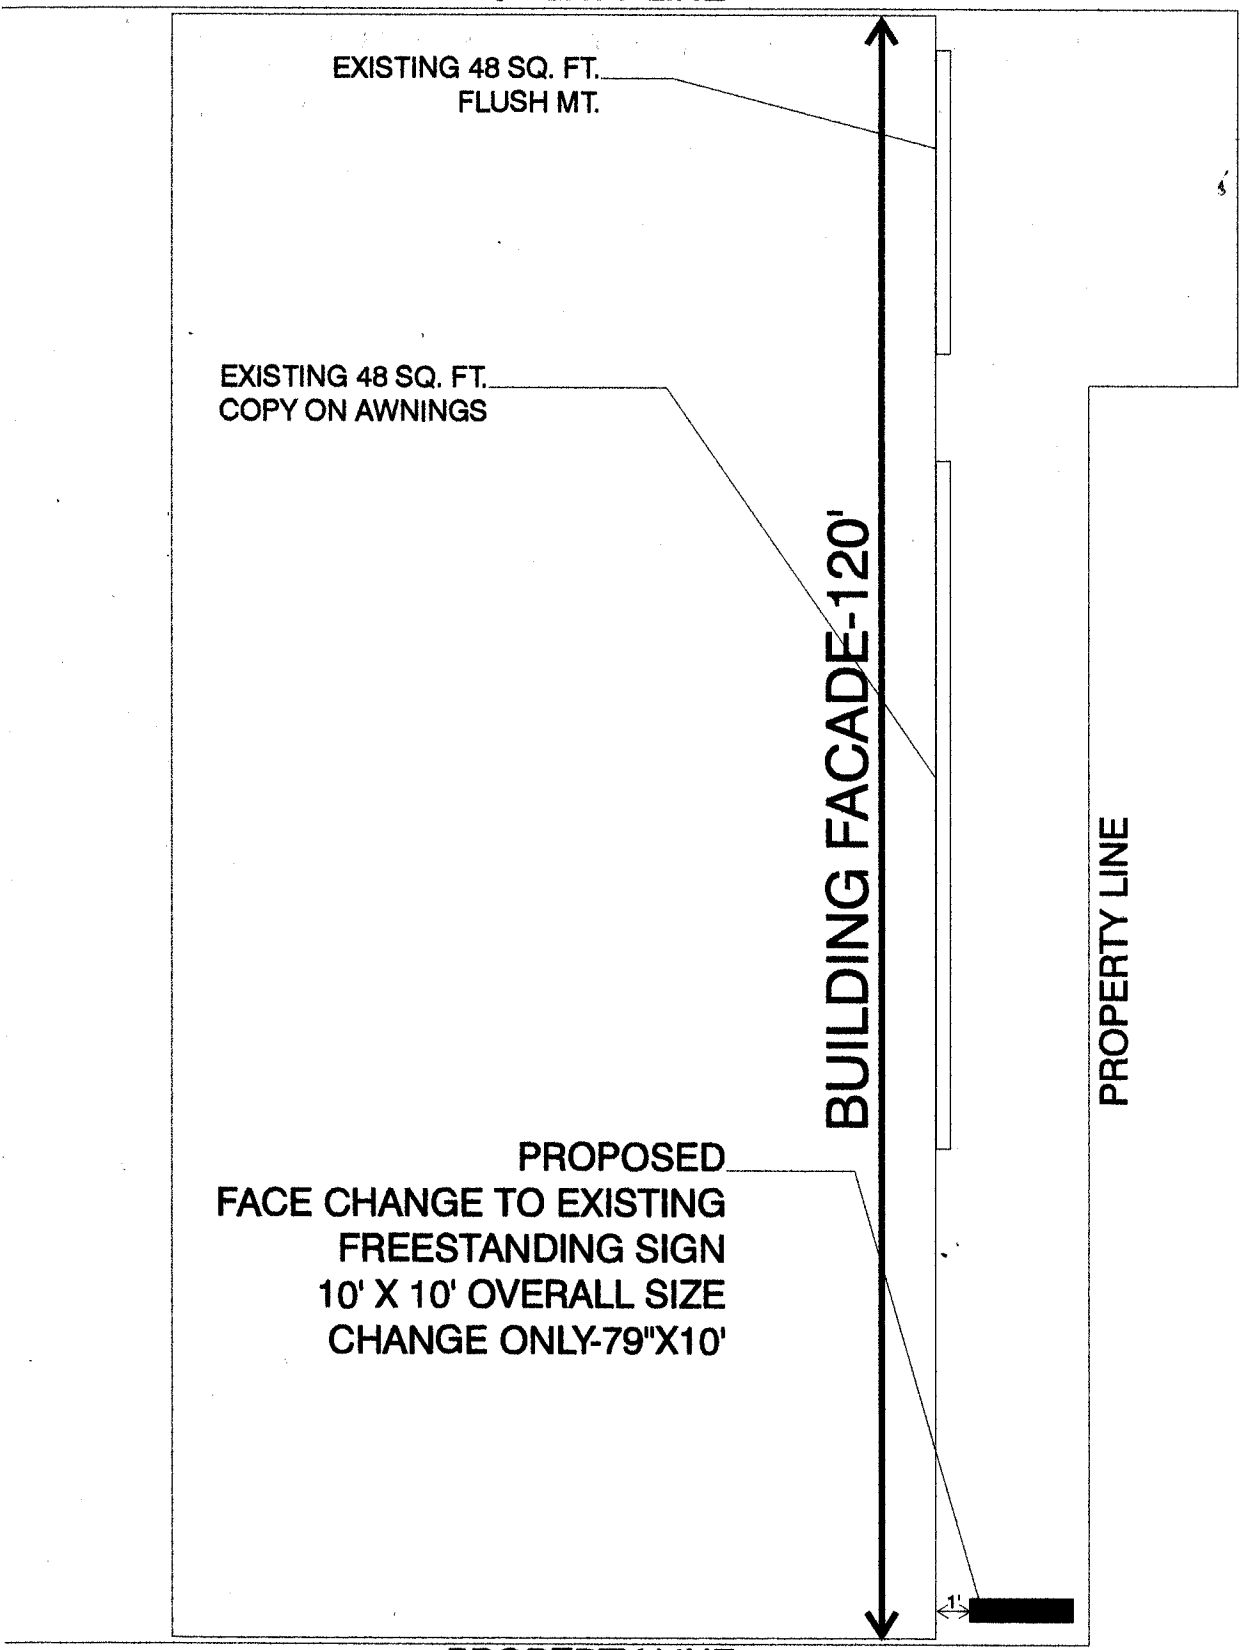 EXISTING 48 SQ. FT.
FLUSH MT.
EXISTING 48 SQ. FT.
COPY ON AWNINGS
BUILDING FACADE-120'
PROPERTY LINE
PROPOSED
FACE CHANGE TO EXISTING
FREESTANDING SIGN
10' X 10' OVERALL SIZE
CHANGE ONLY-79"X10'
1'